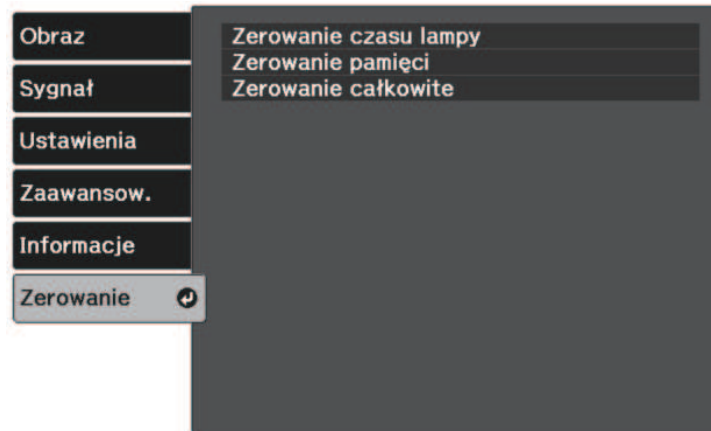 Obraz
Sygnał
Ustawienia
Zaawansow.
Informacje
Zerowanie
Zerowanie czasu lampy
Zerowanie pamięci
Zerowanie całkowite